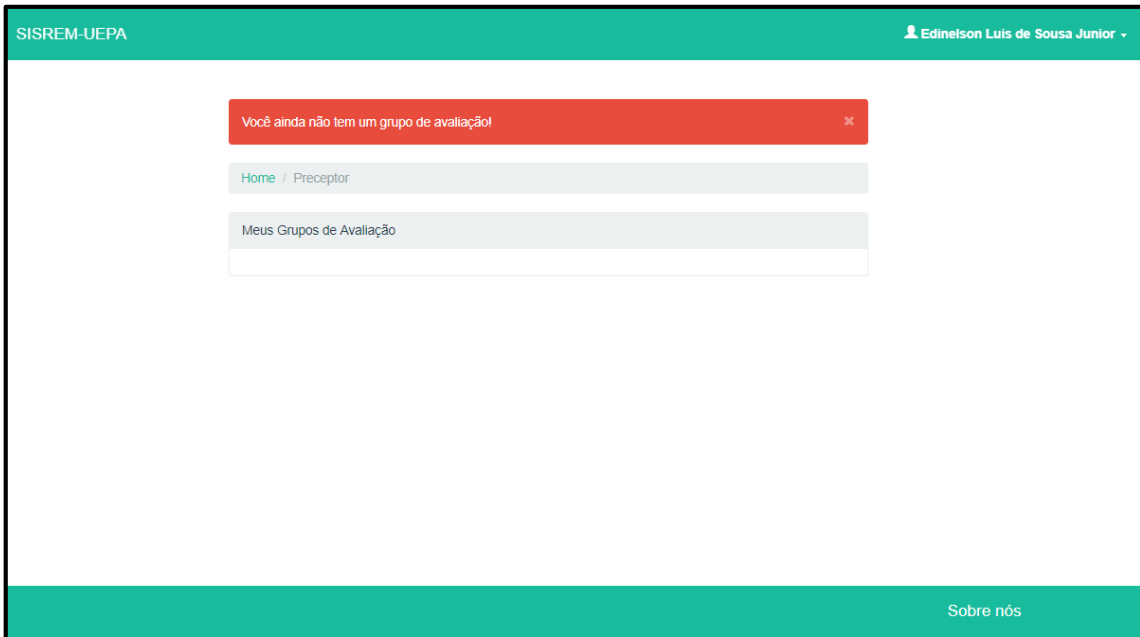 SISREM-UEPA
Edinelson Luis de Sousa Junior
Você ainda não tem um grupo de avaliação!
Home / Preceptor
Meus Grupos de Avaliação
Sobre nós